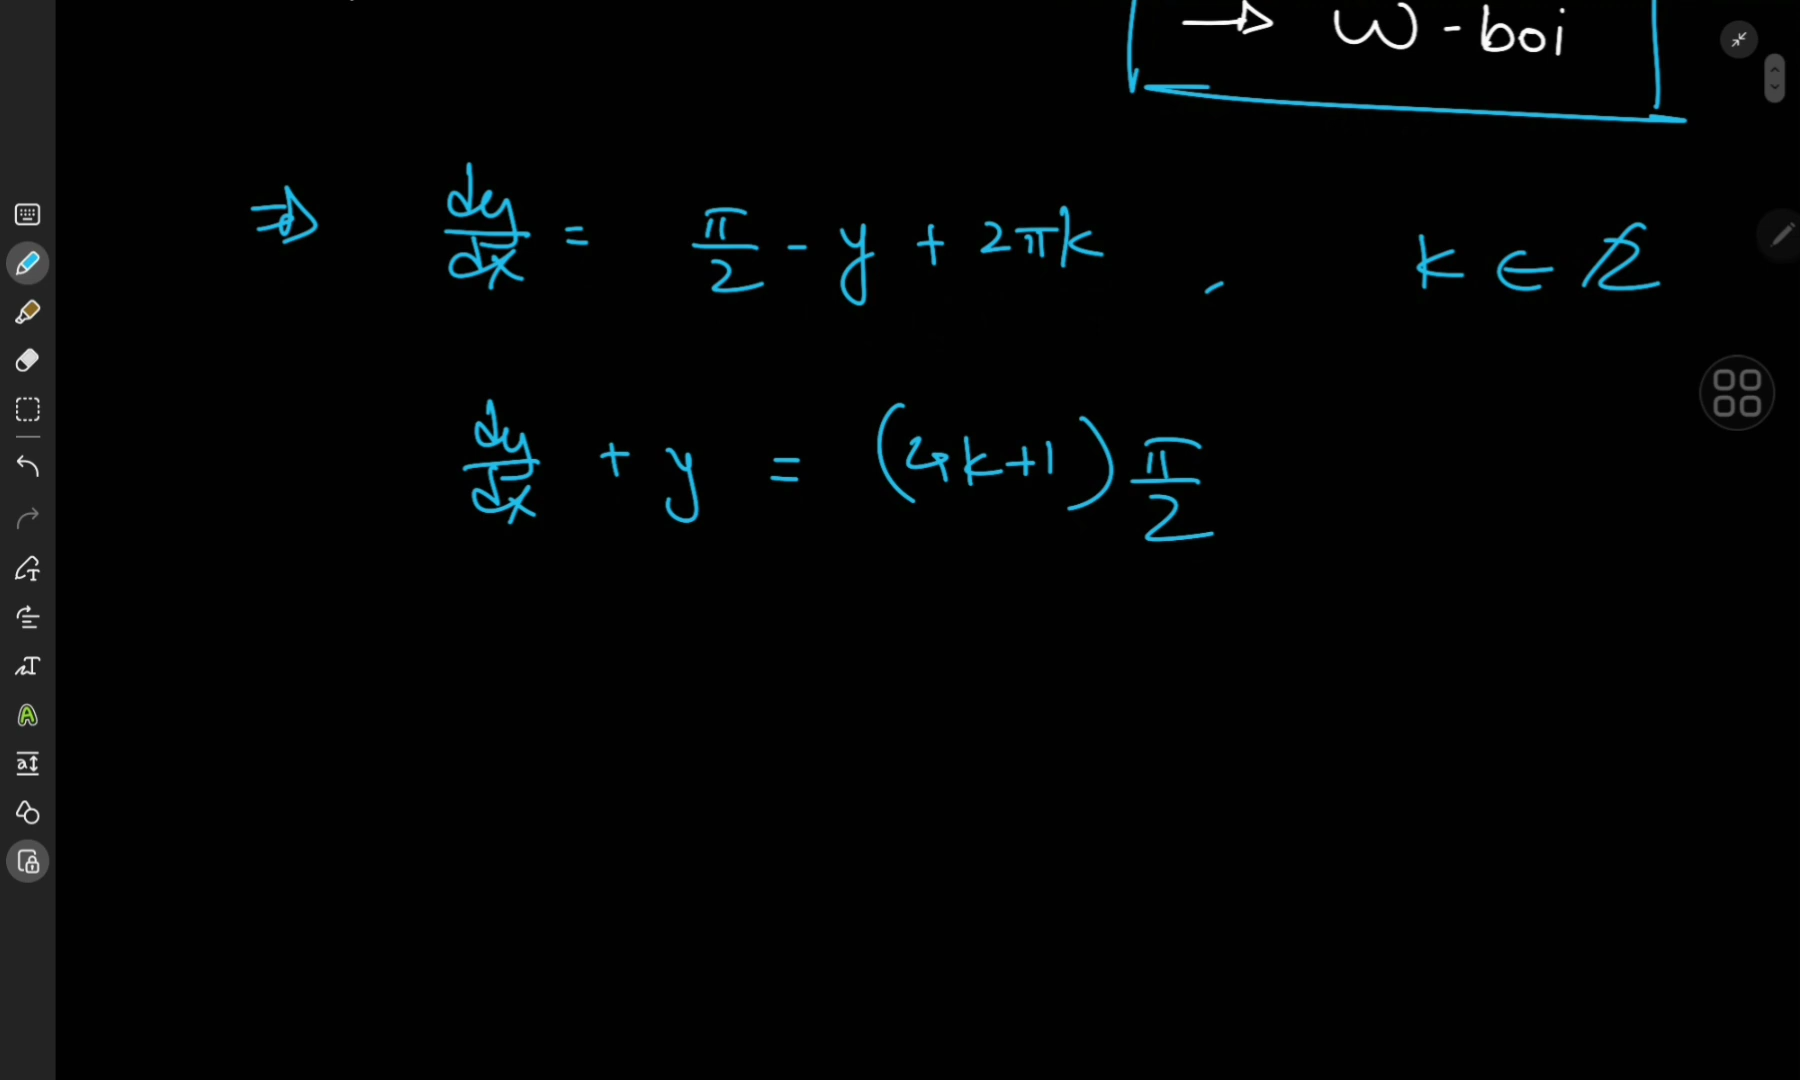 → W-boi
⇒ dy/dx = π/2 - y + 2πk , k ∈ ℤ
dy/dx + y = (4k+1) π/2